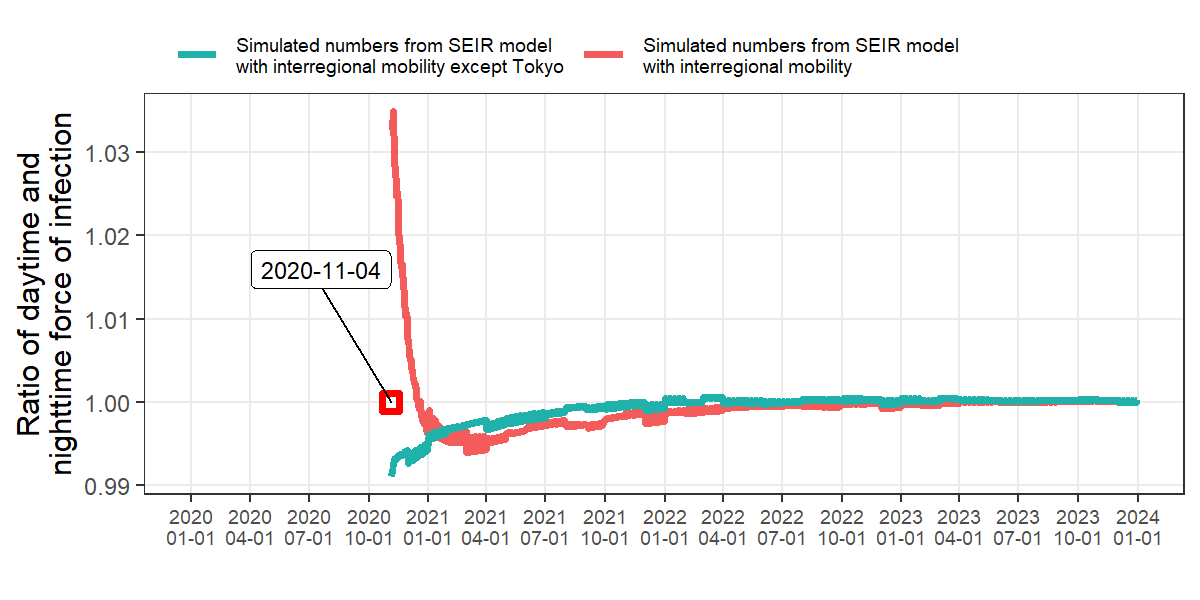 Simulated numbers from SEIR model
with interregional mobility except Tokyo
Simulated numbers from SEIR model
with interregional mobility
Ratio of daytime and
nighttime force of infection
1.03
1.02
1.01
1.00
0.99
2020-11-04
2020 2020 2020 2020 2021 2021 2021 2021 2022 2022 2022 2022 2023 2023 2023 2023 2024
01-01 04-01 07-01 10-01 01-01 04-01 07-01 10-01 01-01 04-01 07-01 10-01 01-01 04-01 07-01 10-01 01-01